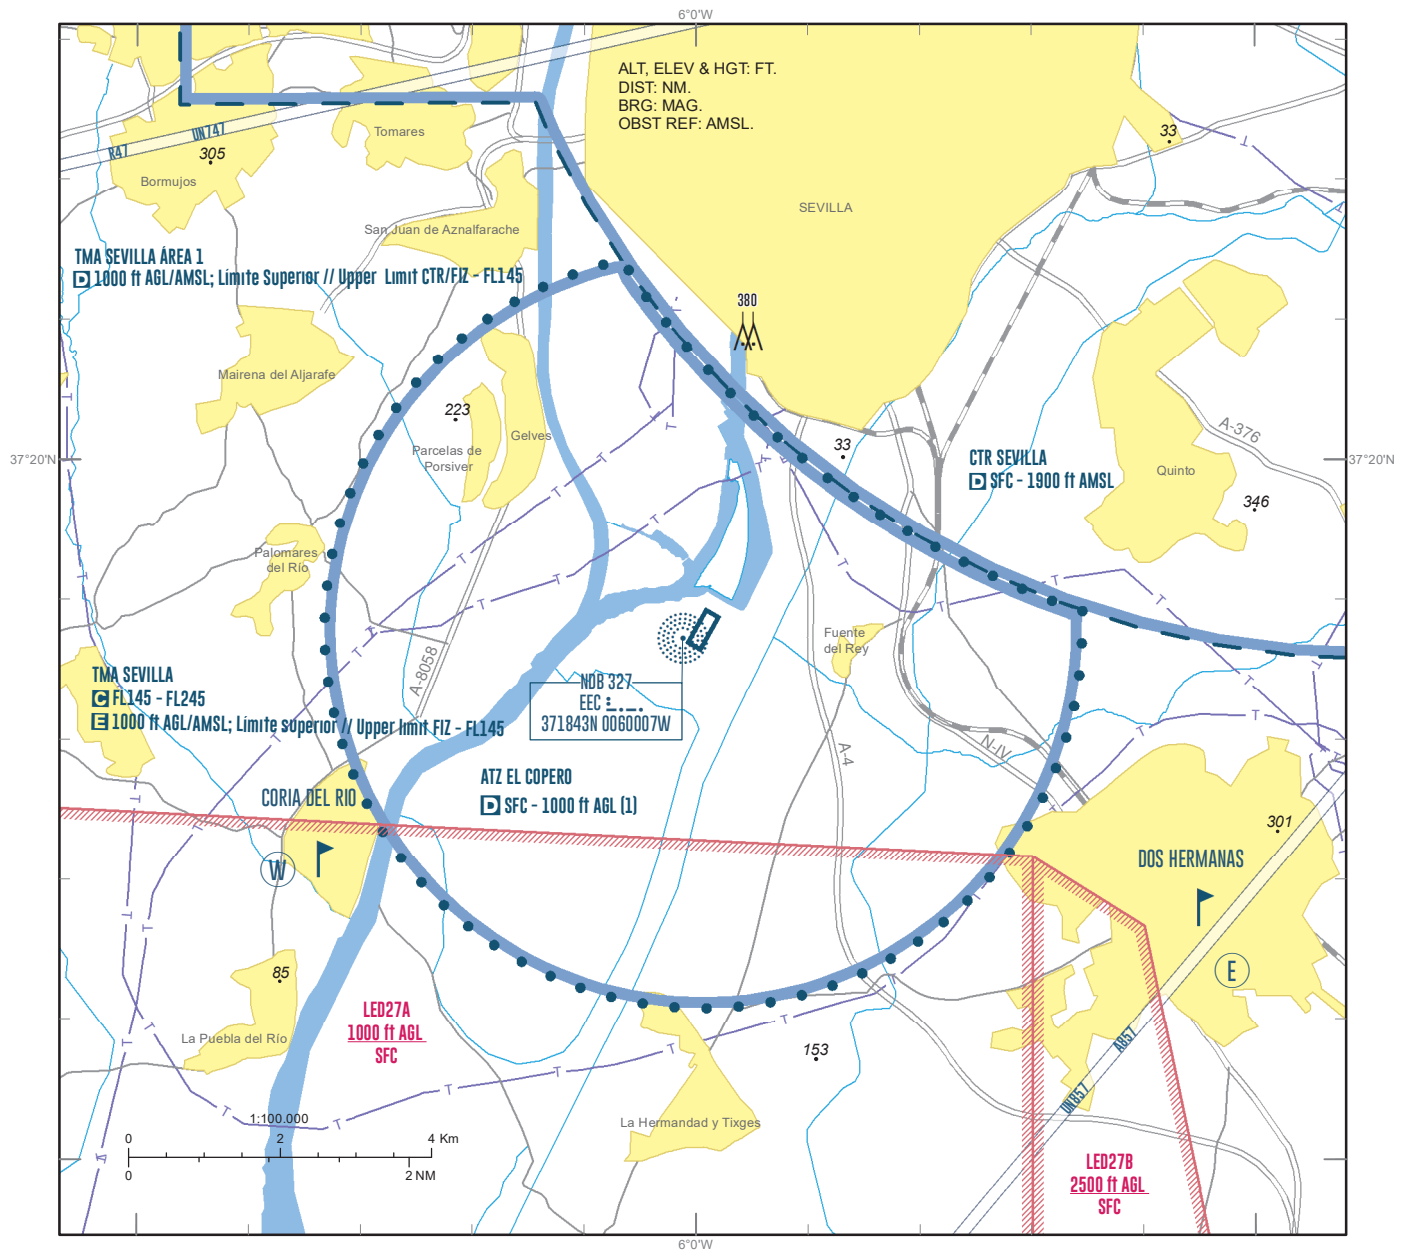 6°0'W
ALT, ELEV & HGT: FT.
DIST: NM.
BRG: MAG.
OBST REF: AMSL.
33
Tomares
UN747
R47
305
Bormujos
SEVILLA
San Juan de Aznalfarache
TMA SEVILLA ÁREA 1
D 1000 ft AGL/AMSL; Límite Superior // Upper Limit CTR/FIZ - FL145
380
Mairena del Aljarafe
223
Gelves
Parcelas de
Porsiver
33
A-376
37°20'N
37°20'N
CTR SEVILLA
D SFC - 1900 ft AMSL
Quinto
346
Palomares
del Río
Fuente
del Rey
A-8058
TMA SEVILLA
C FL145 - FL245
E 1000 ft AGL/AMSL; Límite superior // Upper limit FIZ - FL145
NDB 327
EEC
371843N 0060007W
N-IV
A-4
ATZ EL COPERO
D SFC - 1000 ft AGL (1)
CORIA DEL RIO
W
301
DOS HERMANAS
E
85
La Puebla del Río
LED27A
1000 ft AGL
SFC
153
A857
UN857
La Hermandad y Tixges
1:100.000
0 2 4 Km
0 2 NM
LED27B
2500 ft AGL
SFC
6°0'W